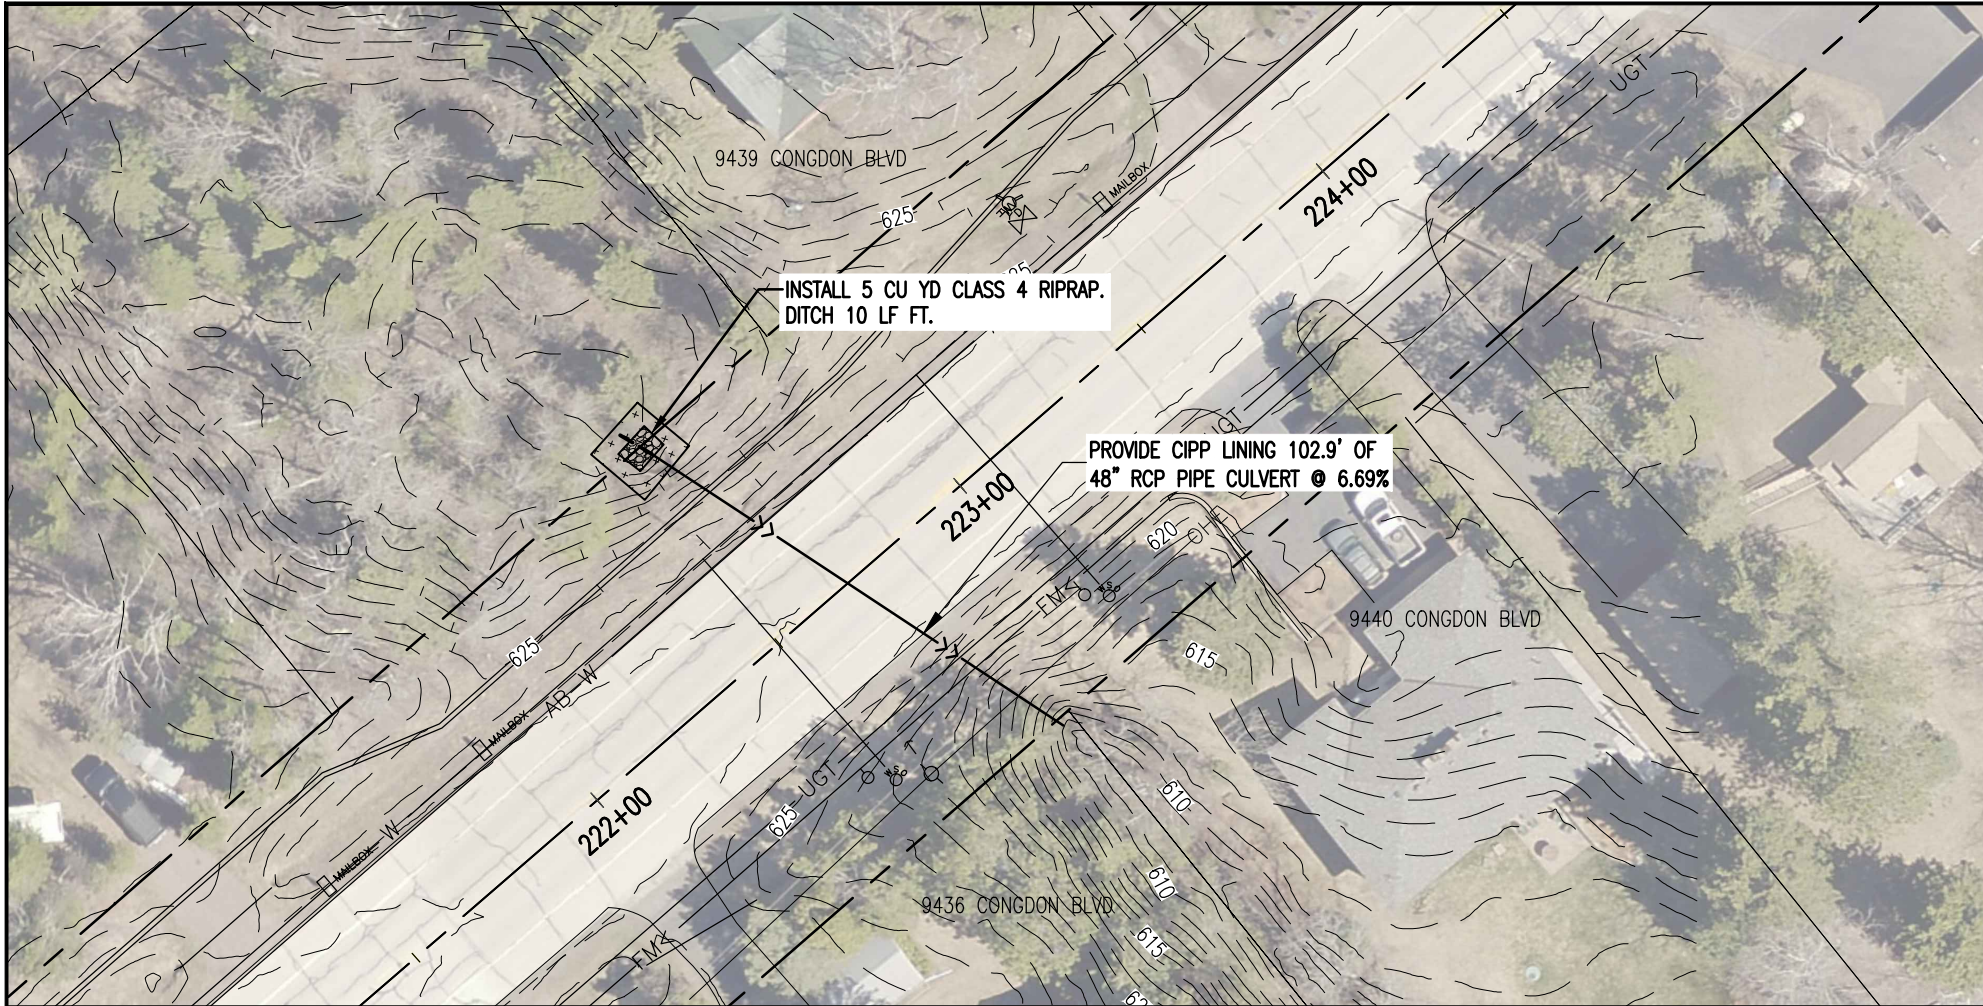 UGT
9439 CONGDON BLVD
MAILBOX
224+00
625
INSTALL 5 CU YD CLASS 4 RIPRAP.
DITCH 10 LF FT.
UGT
PROVIDE CIPP LINING 102.9' OF
48" RCP PIPE CULVERT @ 6.69%
223+00
620
OHE
FM
WSO
9440 CONGDON BLVD
615
625
AB-W
MAILBOX
UGT
625
WSO
222+00
610
W
MAILBOX
610
9436 CONGDON BLVD
615
FM